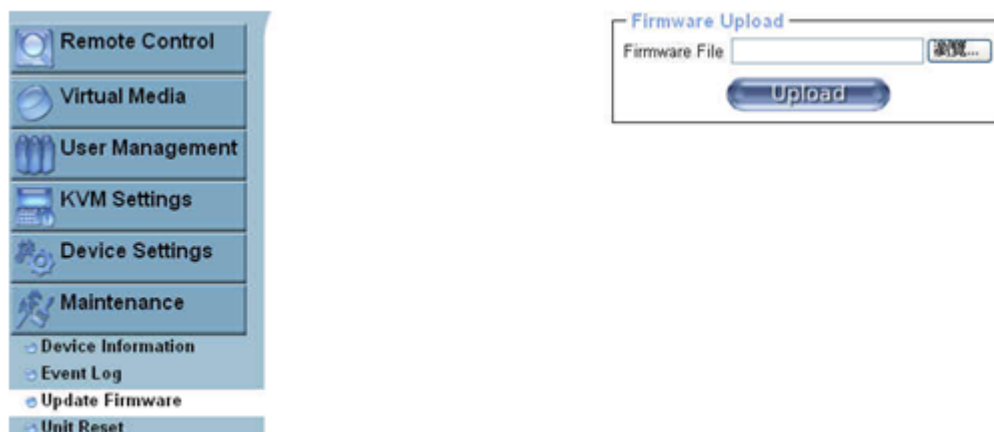 Remote Control
Virtual Media
User Management
KVM Settings
Device Settings
Maintenance
Device Information
Event Log
Update Firmware
Unit Reset
Firmware Upload
Firmware File 瀏覽...
Upload